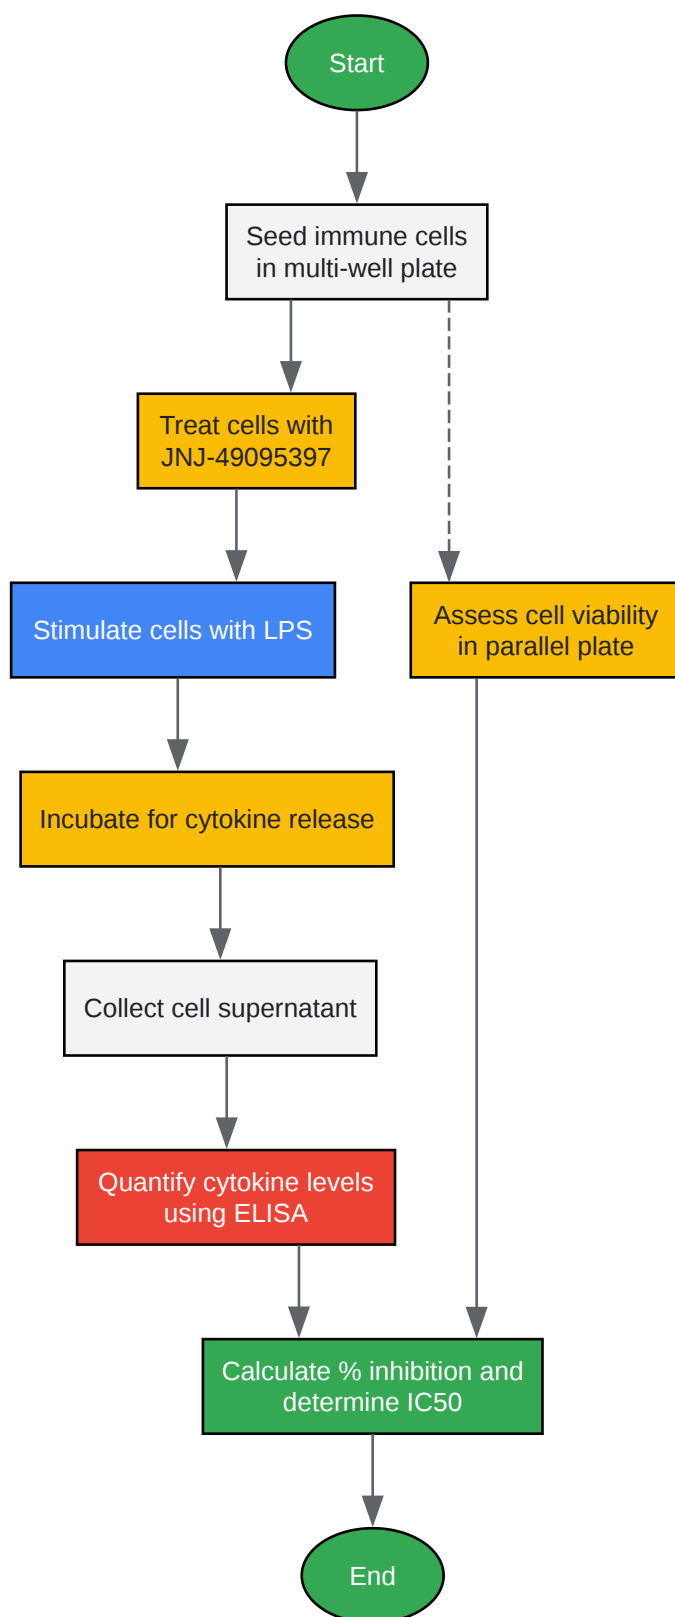 Start
Seed immune cells
in multi-well plate
Treat cells with
JNJ-49095397
Stimulate cells with LPS
Assess cell viability
in parallel plate
Incubate for cytokine release
Collect cell supernatant
Quantify cytokine levels
using ELISA
Calculate % inhibition and
determine IC50
End